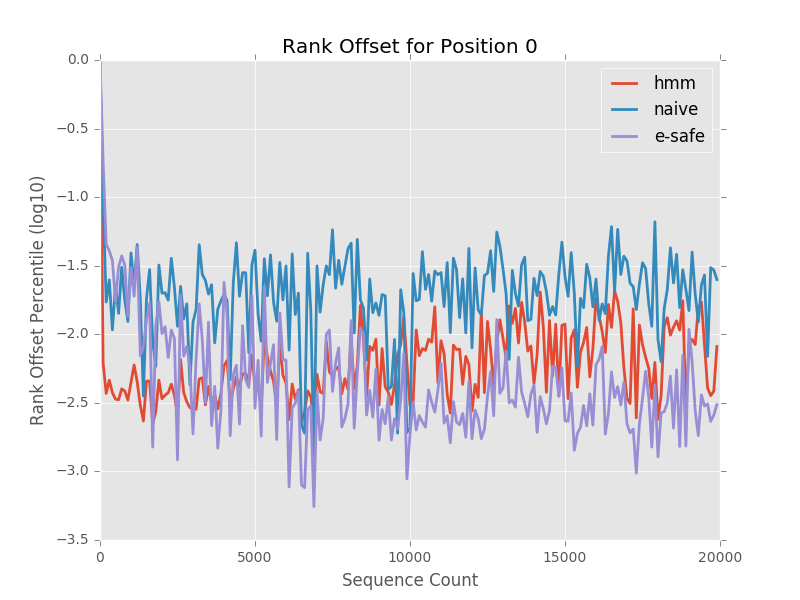 Rank Offset for Position 0
hmm
naive
e-safe
Rank Offset Percentile (log10)
0.0
−0.5
−1.0
−1.5
−2.0
−2.5
−3.0
−3.5
0 5000 10000 15000 20000
Sequence Count